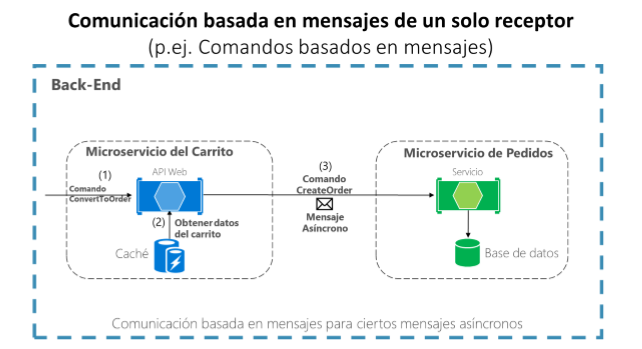 Comunicación basada en mensajes de un solo receptor
(p.ej. Comandos basados en mensajes)
Back-End
Microservicio del Carrito
API Web
(1)
Comando
ConvertToOrder
(2)
Obtener datos
del carrito
Caché
(3)
Comando
CreateOrder
Mensaje
Asíncrono
Microservicio de Pedidos
Servicio
Base de datos
Comunicación basada en mensajes para ciertos mensajes asíncronos